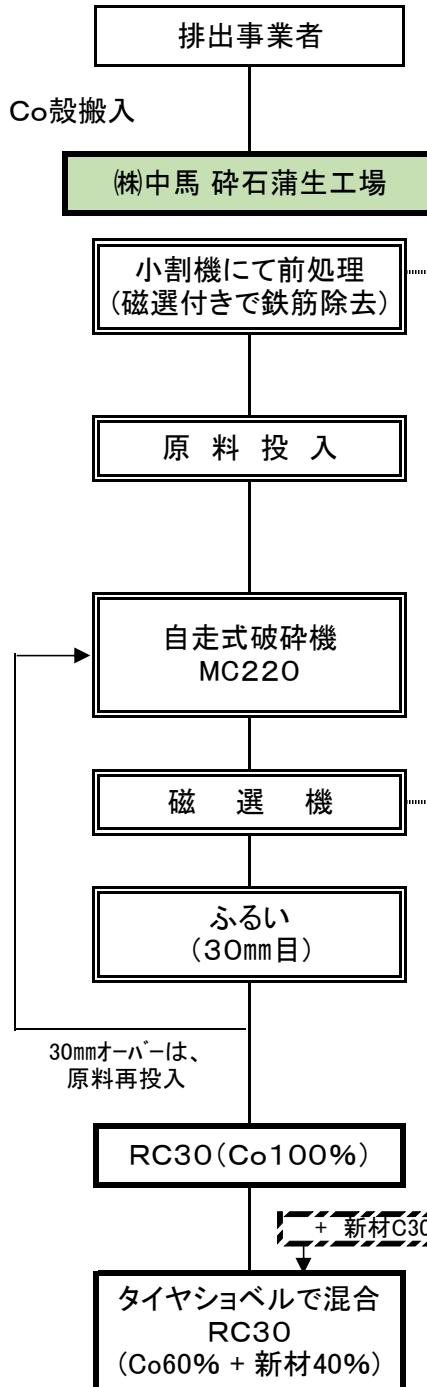 排出事業者
Co殻搬入
㈱中馬 砕石蒲生工場
小割機にて前処理
(磁選付きで鉄筋除去)
原 料 投 入
自走式破砕機
MC220
磁 選 機
ふるい
(30㎜目)
30㎜オーバーは、
原料再投入
RC30(Co100%)
+ 新材C30
タイヤショベルで混合
RC30
(Co60% + 新材40%)